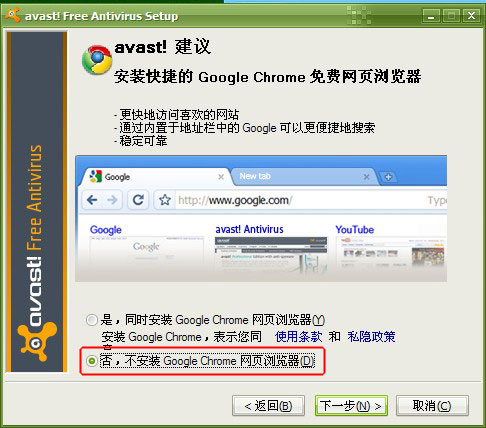 avast! Free Antivirus Setup
avast! 建议
安装快捷的 Google Chrome 免费网页浏览器
- 更快地访问喜欢的网站
- 通过内置于地址栏中的 Google 可以更便捷地搜索
- 稳定可靠
Google
New tab
http://www.google.com/
Type
Google
avast! Antivirus
YouTube
Google
avast! Free Antivirus
是，同时安装 Google Chrome 网页浏览器(Y)
安装 Google Chrome，表示您同 使用条款 和 私隐政策
否，不安装 Google Chrome 网页浏览器(D)
< 返回(B)
下一步(N) >
取消(C)